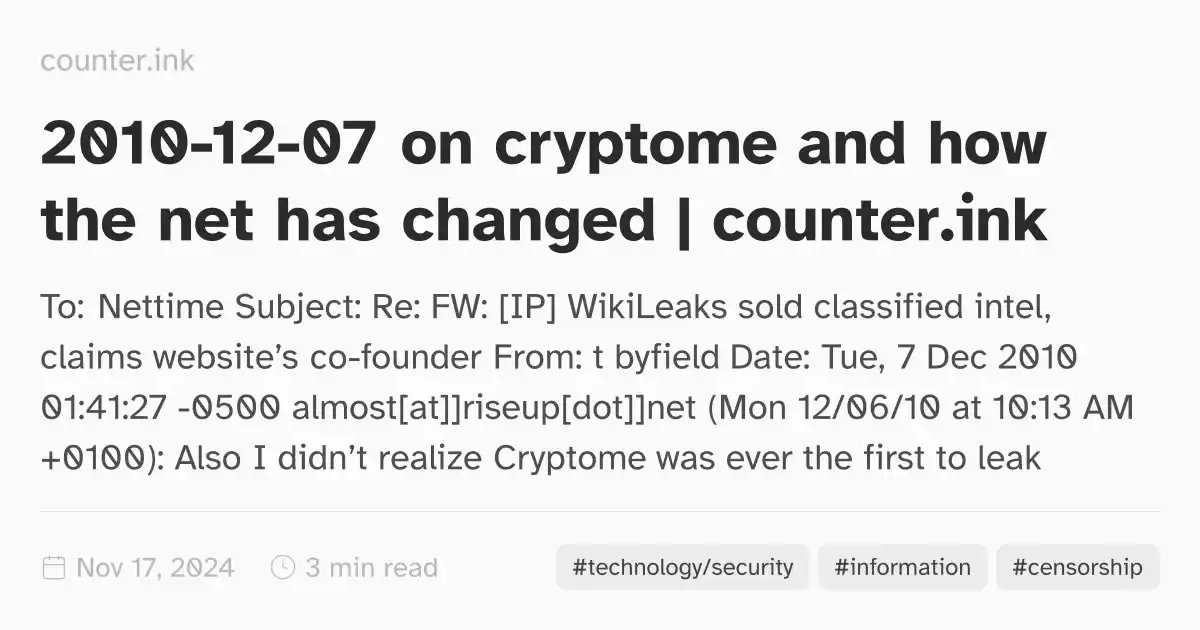 counter.ink
2010-12-07 on cryptome and how
the net has changed | counter.ink
To: Nettime Subject: Re: FW: [IP] WikiLeaks sold classified intel,
claims website’s co-founder From: t byfield Date: Tue, 7 Dec 2010
01:41:27 -0500 almost[at]]riseup[dot]]net (Mon 12/06/10 at 10:13 AM
+0100): Also I didn’t realize Cryptome was ever the first to leak
Nov 17, 2024 3 min read #technology/security #information #censorship